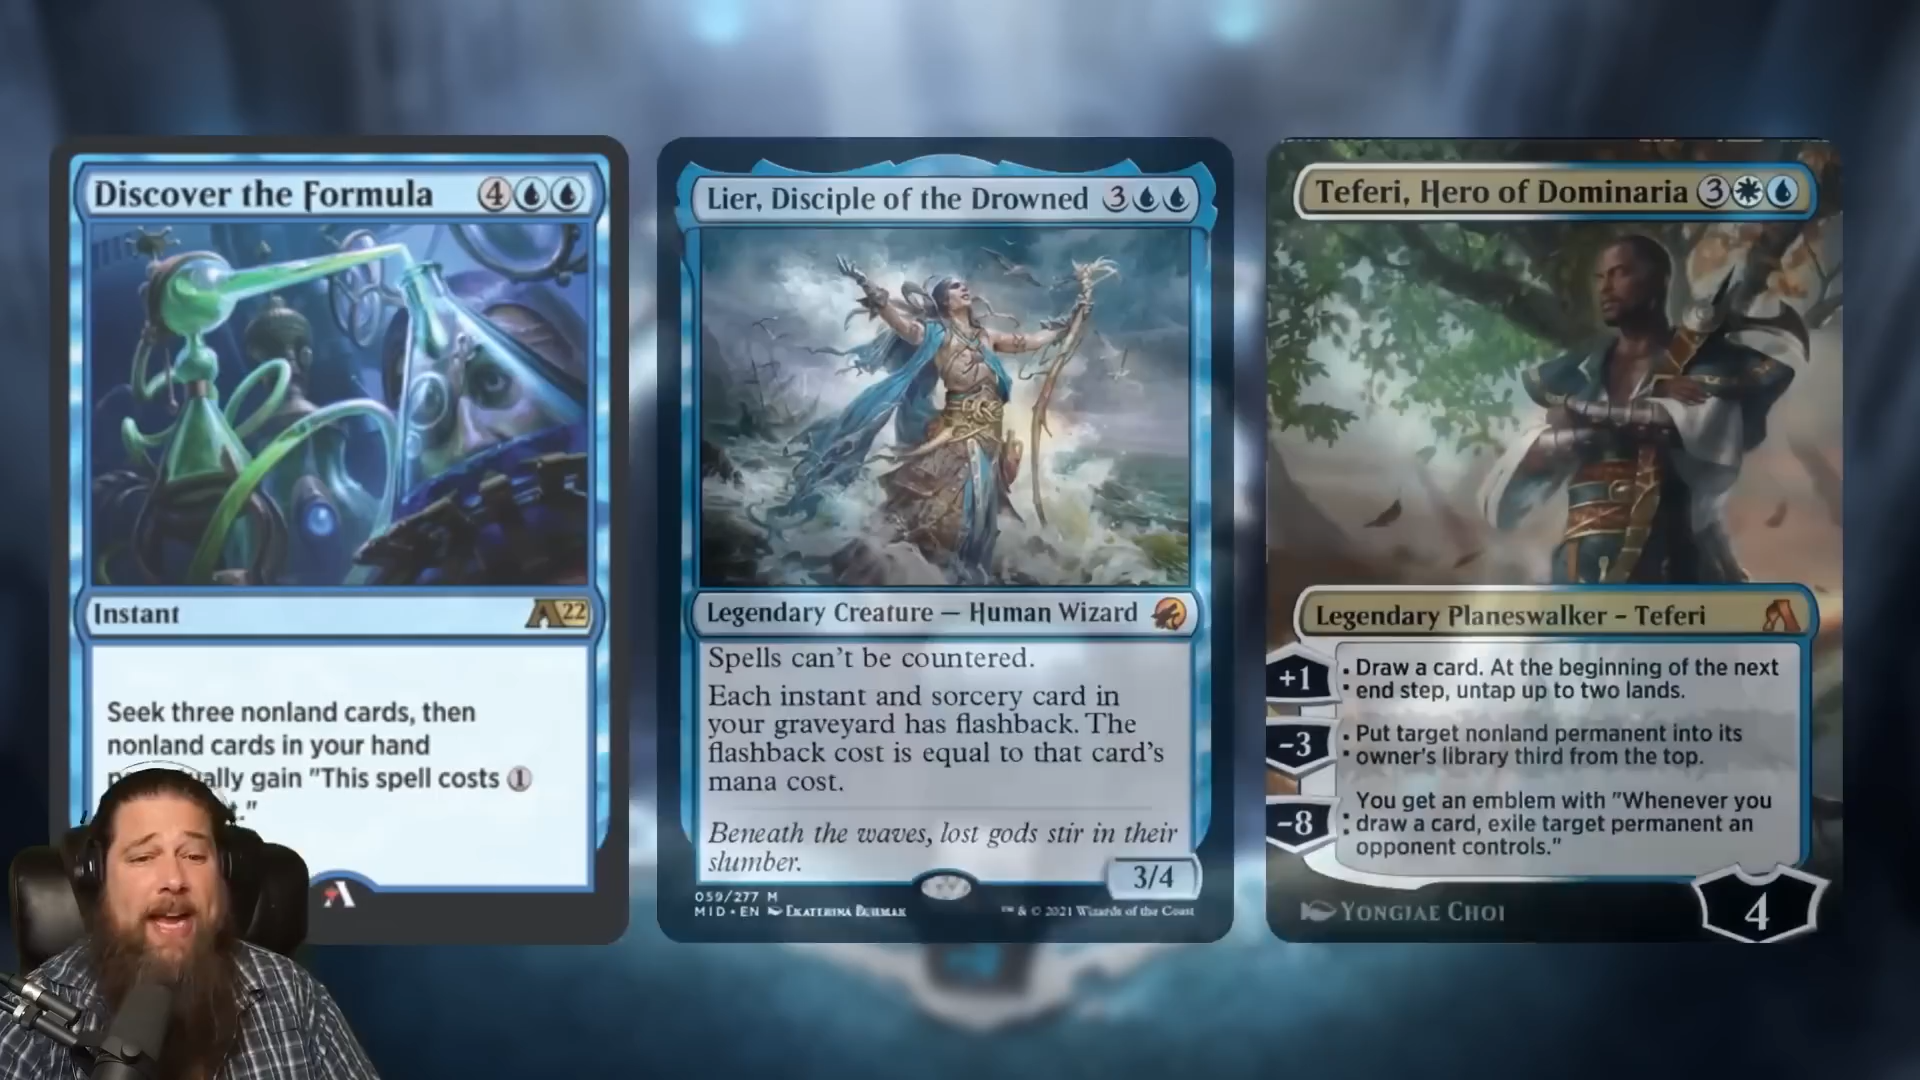 Discover the Formula 4
Instant
A22
Seek three nonland cards, then
nonland cards in your hand
ally gain "This spell costs 1
."
Lier, Disciple of the Drowned 3
Legendary Creature — Human Wizard
Spells can't be countered.
Each instant and sorcery card in
your graveyard has flashback. The
flashback cost is equal to that card's
mana cost.
Beneath the waves, lost gods stir in their
slumber.
3/4
059/277 M
MID • EN EKATERINA BURMAK
™ & © 2021 Wizards of the Coast
Teferi, Hero of Dominaria 3
Legendary Planeswalker – Teferi
+1
Draw a card. At the beginning of the next
end step, untap up to two lands.
-3
Put target nonland permanent into its
owner's library third from the top.
-8
You get an emblem with "Whenever you
draw a card, exile target permanent an
opponent controls."
YONGJAE CHOI
4